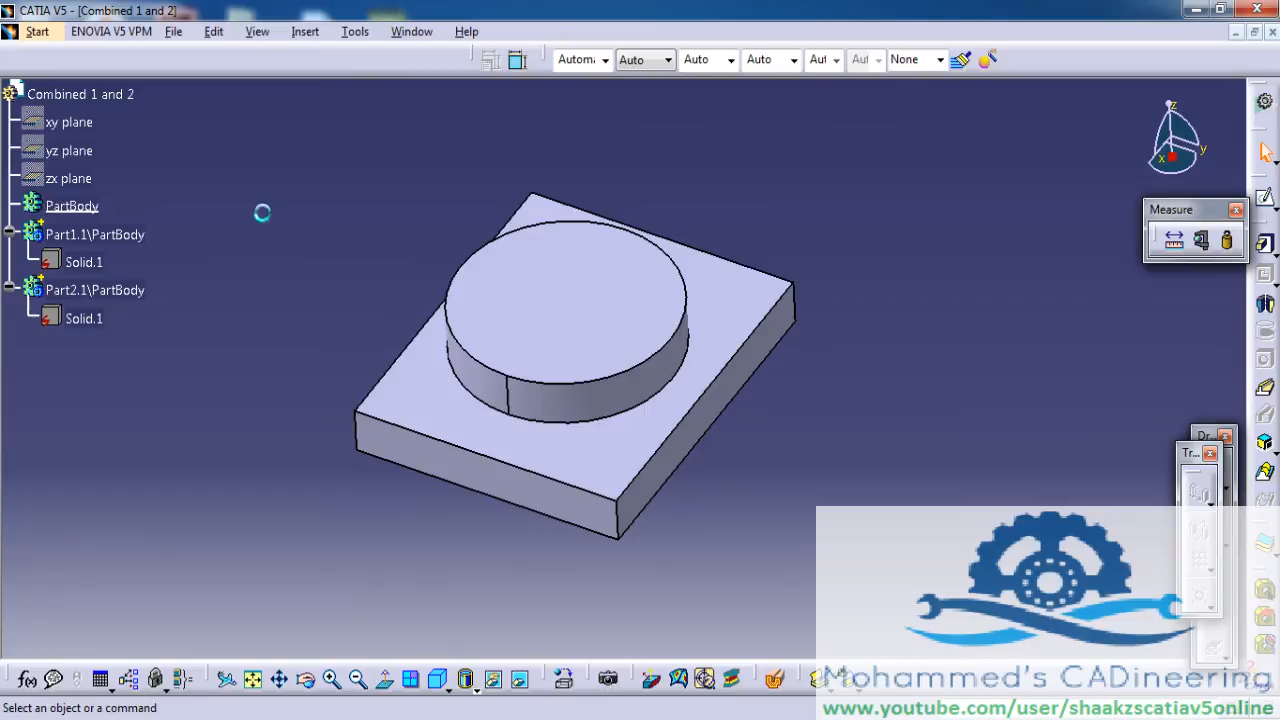 CATIA V5 - [Combined 1 and 2]
Start ENOVIA V5 VPM File Edit View Insert Tools Window Help
Automa Auto Auto Auto Aut Aut None
Combined 1 and 2
xy plane
yz plane
zx plane
PartBody
Part1.1\PartBody
Solid.1
Part2.1\PartBody
Solid.1
z
y
x
Measure
Dr...
Tr...
f(x)
Mohammed's CADineering
www.youtube.com/user/shaakzscatiav5online
Select an object or a command